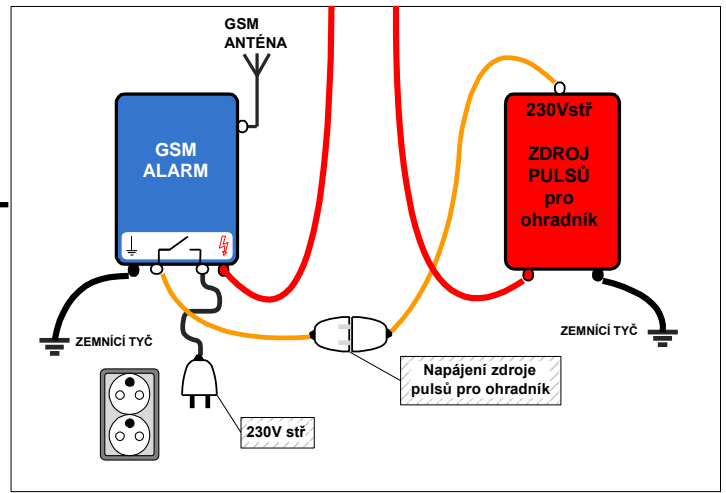 GSM
ANTÉNA
GSM
ALARM
230Vstř
ZDROJ
PULSŮ
pro
ohradník
ZEMNÍCÍ TYČ
ZEMNÍCÍ TYČ
Napájení zdroje
pulsů pro ohradník
230V stř